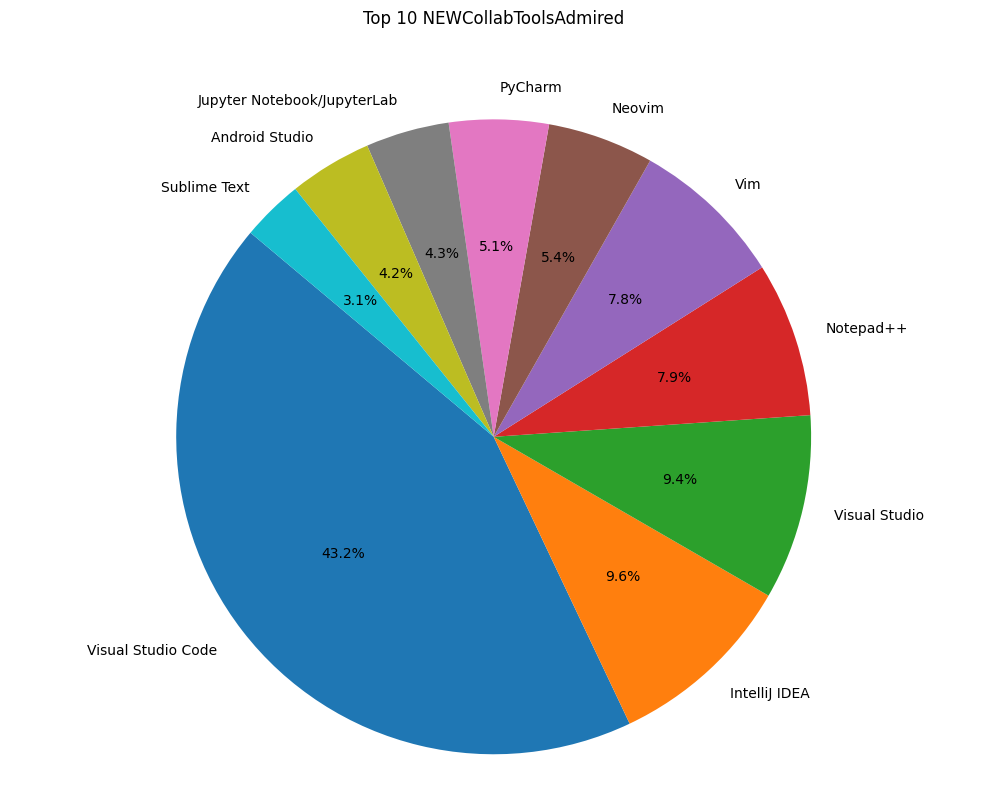 Top 10 NEWCollabToolsAdmired
PyCharm
Jupyter Notebook/JupyterLab
Neovim
Android Studio
Vim
Sublime Text
5.1%
4.3%
5.4%
4.2%
3.1%
7.8%
Notepad++
7.9%
9.4%
Visual Studio
43.2%
9.6%
Visual Studio Code
IntelliJ IDEA